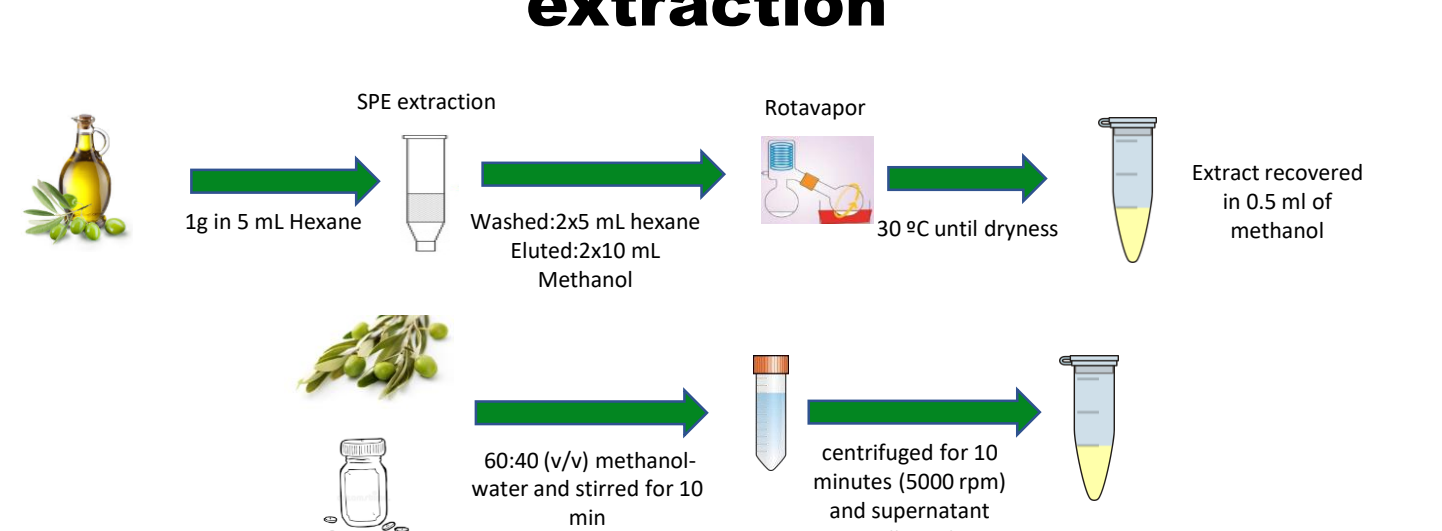 extraction
SPE extraction
Rotavapor
1g in 5 mL Hexane
Washed:2x5 mL hexane
Eluted:2x10 mL
Methanol
30 ºC until dryness
Extract recovered
in 0.5 ml of
methanol
60:40 (v/v) methanol-
water and stirred for 10
min
centrifuged for 10
minutes (5000 rpm)
and supernatant